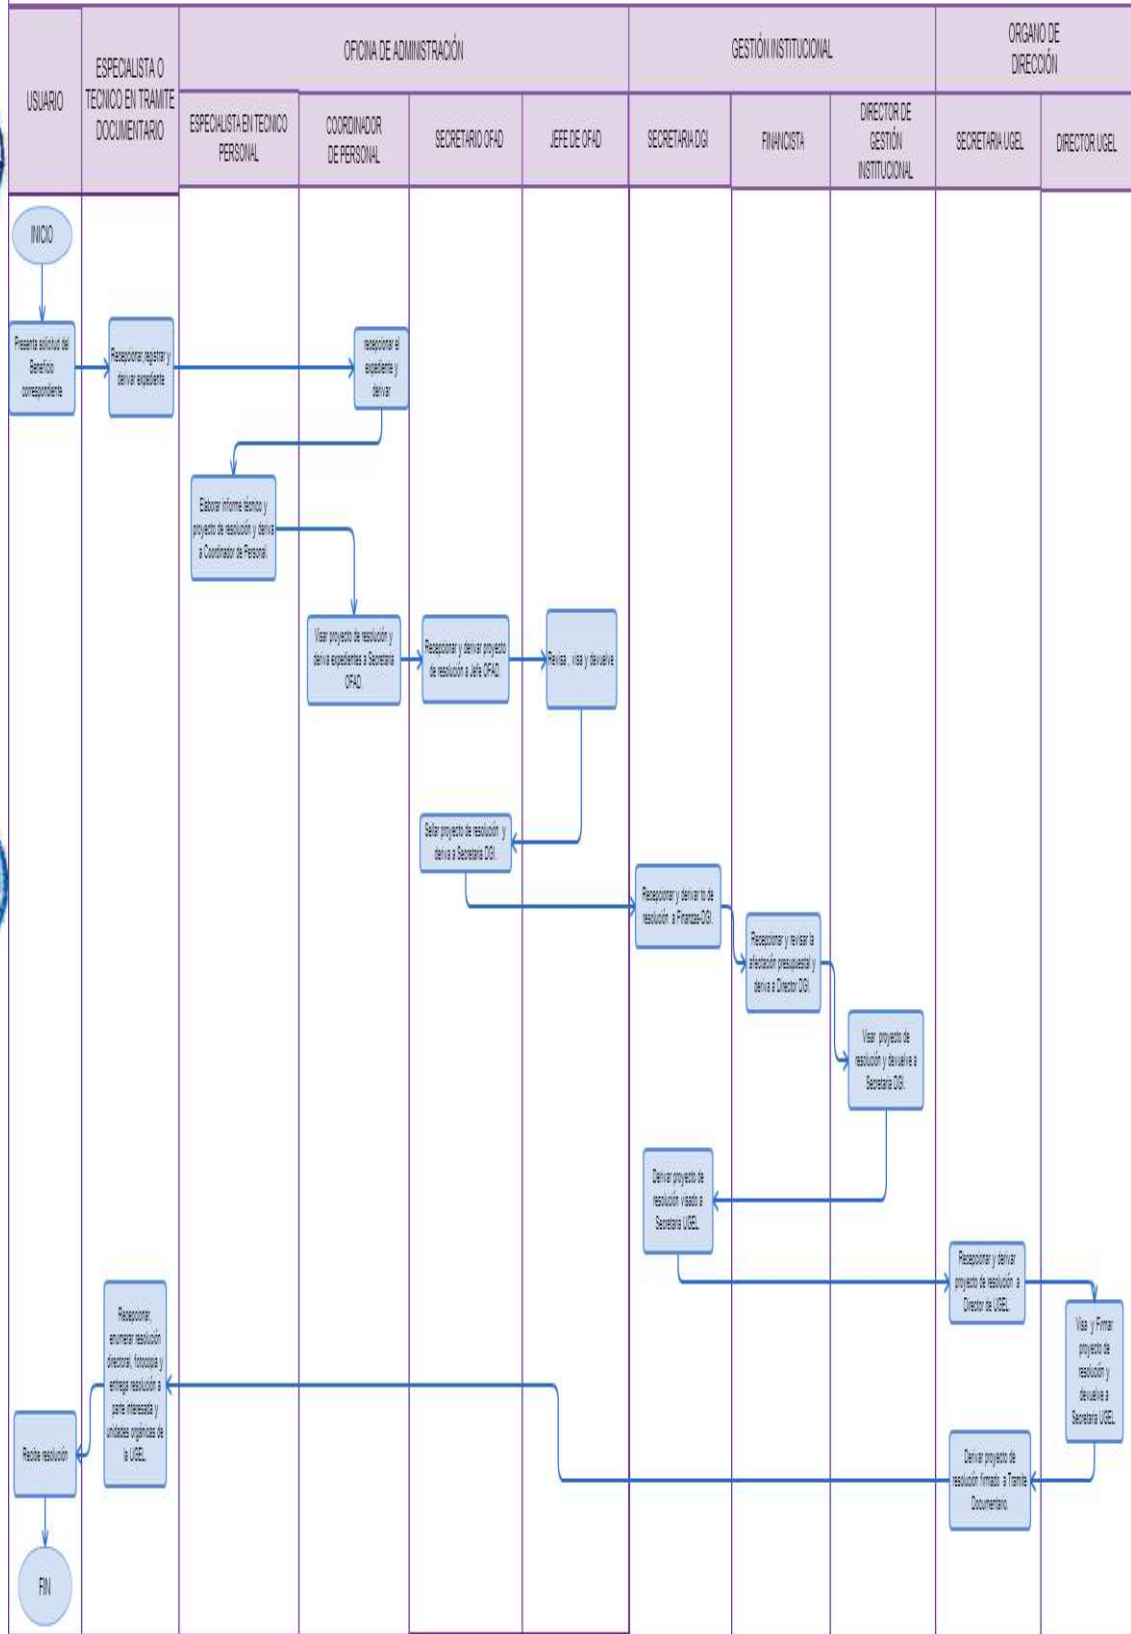 USUARIO
ESPECIALISTA O
TECNICO EN TRAMITE
DOCUMENTARIO
OFICINA DE ADMINISTRACIÓN
GESTIÓN INSTITUCIONAL
ORGANO DE
DIRECCIÓN
ESPECIALISTA EN TECNICO
PERSONAL
COORDINADOR
DE PERSONAL
SECRETARIO OFAD
JEFE DE OFAD
SECRETARIA DGI
FINANCISTA
DIRECTOR DE
GESTIÓN
INSTITUCIONAL
SECRETARIA UGEL
DIRECTOR UGEL
INICIO
Presenta solicitud del
Beneficio
correspondiente
Recepcionar,registrar y
derivar expediente
recepcionar el
expediente y
derivar
Elaborar informe técnico y
proyecto de resolución y deriva
a Coordinador de Personal.
Visar proyecto de resolución y
deriva expedientes a Secretaria
OFAD.
Recepcionar y derivar proyecto
de resolución a Jefe OFAD.
Revisa , visa y devuelve
Sellar proyecto de resolución y
deriva a Secretaria DGI.
Recepcionar y derivar to de
resolución a Finanzas-DGI.
Recepcionar y revisar la
afectación presupuestal y
deriva a Director DGI.
Visar proyecto de
resolución y devuelve a
Secretaria DGI.
Derivar proyecto de
resolución visado a
Secretaria UGEL
Recepcionar y derivar
proyecto de resolución a
Director de UGEL.
Visa y Firmar
proyecto de
resolución y
devuelve a
Secretaria UGEL
Derivar proyecto de
resolución firmado a Tramite
Documentario.
Recepcionar,
enumerar resolución
directoral, fotocopia y
entrega resolución a
parte interesada y
unidades orgánicas de
la UGEL
Recibe resolución
FIN